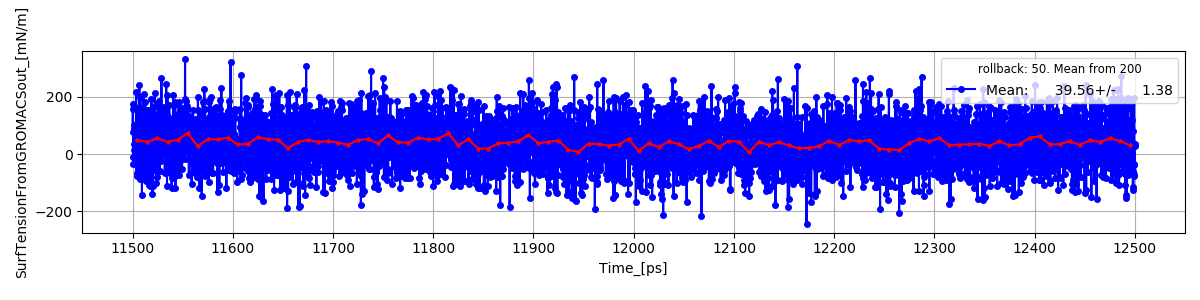 SurfTensionFromGROMACSout_[mN/m]
200
0
−200
rollback: 50. Mean from 200
Mean: 39.56+/- 1.38
11500 11600 11700 11800 11900 12000 12100 12200 12300 12400 12500
Time_[ps]